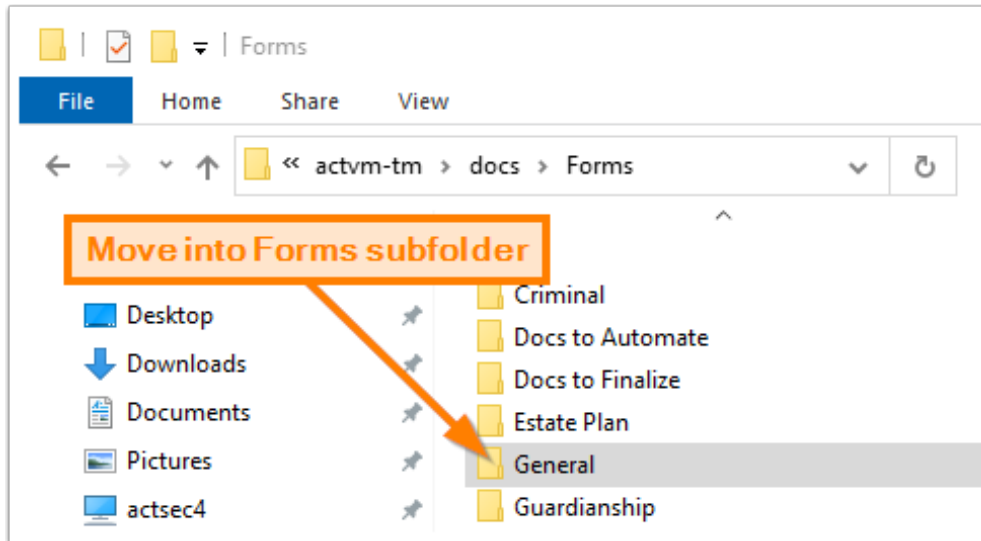 Forms
File Home Share View
« actvm-tm > docs > Forms
Move into Forms subfolder
Desktop
Downloads
Documents
Pictures
actsec4
Criminal
Docs to Automate
Docs to Finalize
Estate Plan
General
Guardianship